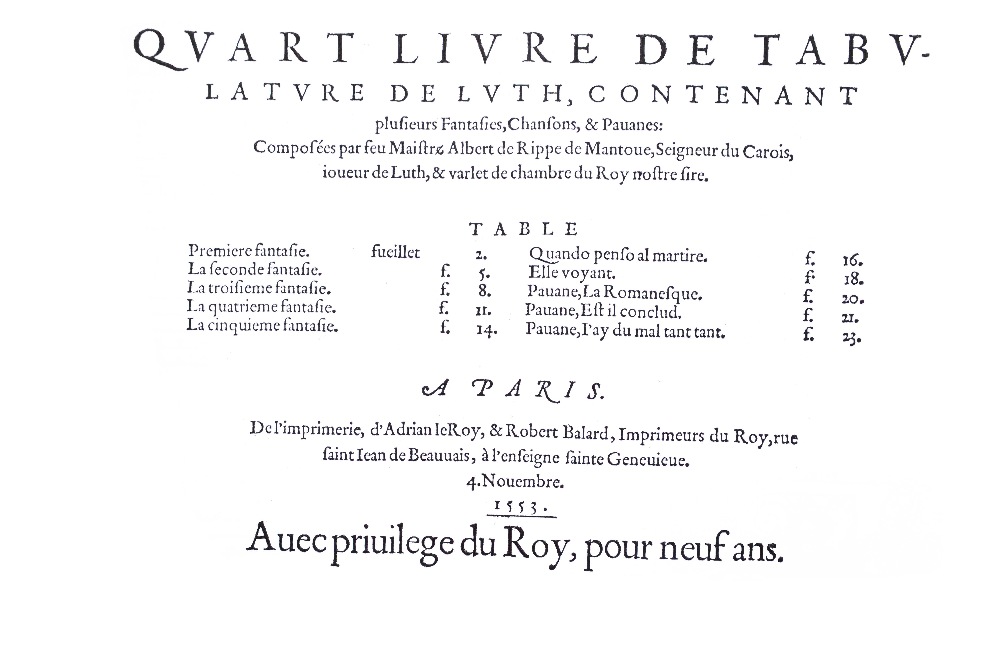 QVART LIVRE DE TABV-
LATVRE DE LVTH, CONTENANT
pluſieurs Fantaſies, Chanſons, & Pauanes:
Compoſées par feu Maiſtre Albert de Rippe de Mantoue, Seigneur du Carois,
ioueur de Luth, & varlet de chambre du Roy noſtre ſire.
TABLE
Premiere fantaſie. fueillet 2.
La ſeconde fantaſie. f. 5.
La troiſieme fantaſie. f. 8.
La quatrieme fantaſie. f. 11.
La cinquieme fantaſie. f. 14.
Quando penſo al martire. f. 16.
Elle voyant. f 18.
Pauane, La Romaneſque. f. 20.
Pauane, Eſt il conclud. f. 21.
Pauane, I'ay du mal tant tant. f. 23.
A PARIS.
De l'imprimerie, d'Adrian le Roy, & Robert Balard, Imprimeurs du Roy, rue
ſaint Iean de Beauuais, à l'enſeigne ſainte Geneuieue.
4. Nouembre.
1553.
Auec priuilege du Roy, pour neuf ans.